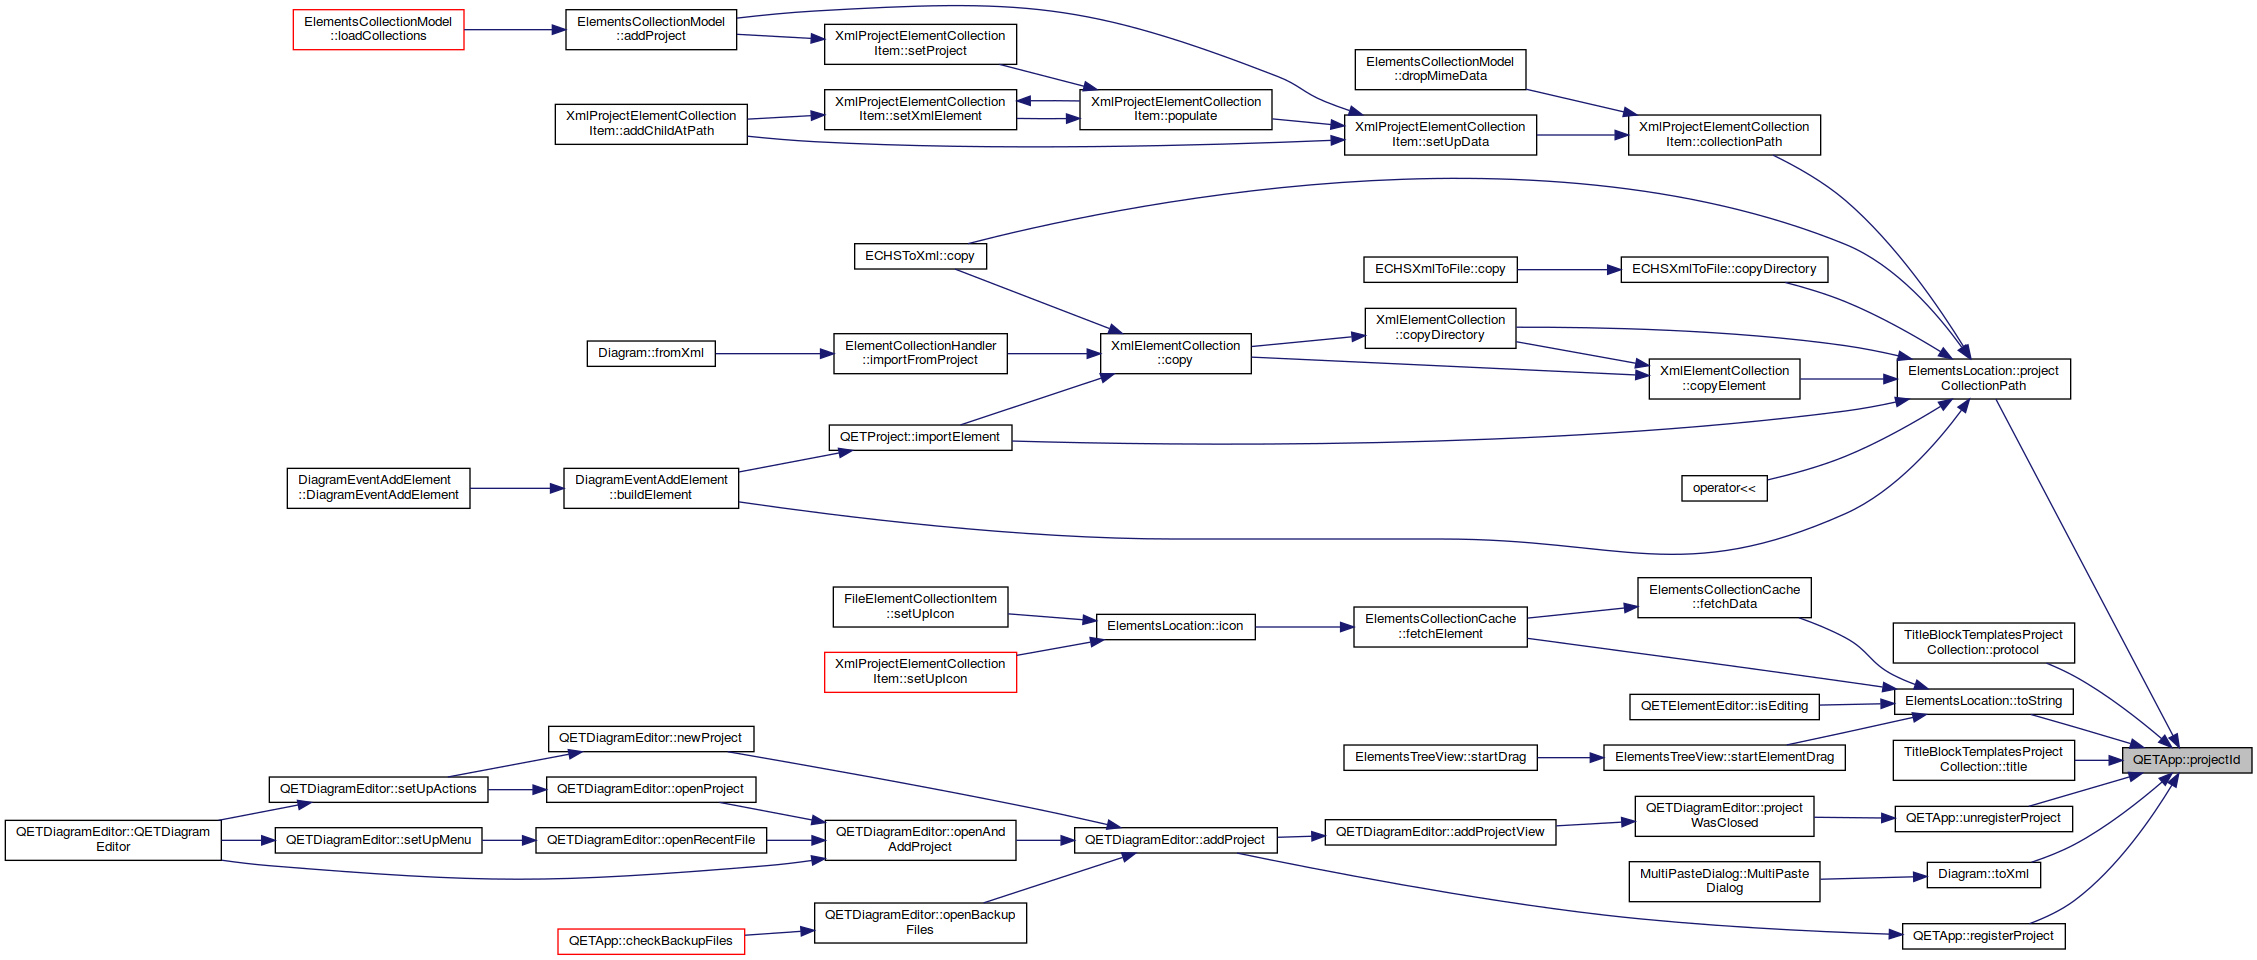 ElementsCollectionModel
::loadCollections
ElementsCollectionModel
::addProject
XmlProjectElementCollection
Item::setProject
ElementsCollectionModel
::dropMimeData
XmlProjectElementCollection
Item::addChildAtPath
XmlProjectElementCollection
Item::setXmlElement
XmlProjectElementCollection
Item::populate
XmlProjectElementCollection
Item::setUpData
XmlProjectElementCollection
Item::collectionPath
ECHSToXml::copy
ECHSXmlToFile::copy
ECHSXmlToFile::copyDirectory
Diagram::fromXml
ElementCollectionHandler
::importFromProject
XmlElementCollection
::copy
XmlElementCollection
::copyDirectory
XmlElementCollection
::copyElement
ElementsLocation::project
CollectionPath
QETProject::importElement
DiagramEventAddElement
::DiagramEventAddElement
DiagramEventAddElement
::buildElement
operator<<
FileElementCollectionItem
::setUpIcon
XmlProjectElementCollection
Item::setUpIcon
ElementsLocation::icon
ElementsCollectionCache
::fetchElement
ElementsCollectionCache
::fetchData
TitleBlockTemplatesProject
Collection::protocol
QETElementEditor::isEditing
ElementsLocation::toString
ElementsTreeView::startDrag
ElementsTreeView::startElementDrag
TitleBlockTemplatesProject
Collection::title
QETApp::projectId
QETDiagramEditor::newProject
QETDiagramEditor::setUpActions
QETDiagramEditor::openProject
QETDiagramEditor::QETDiagram
Editor
QETDiagramEditor::setUpMenu
QETDiagramEditor::openRecentFile
QETDiagramEditor::openAnd
AddProject
QETDiagramEditor::addProject
QETDiagramEditor::addProjectView
QETDiagramEditor::project
WasClosed
QETApp::unregisterProject
MultiPasteDialog::MultiPaste
Dialog
Diagram::toXml
QETApp::checkBackupFiles
QETDiagramEditor::openBackup
Files
QETApp::registerProject